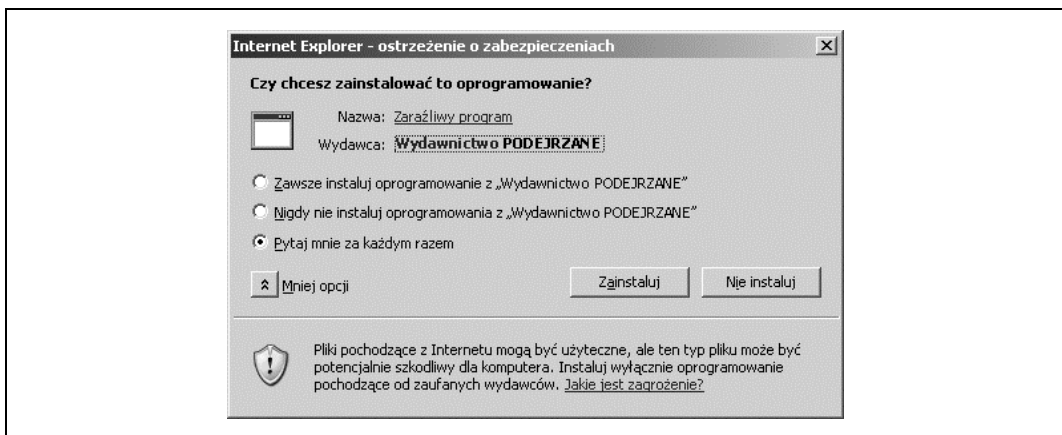 Internet Explorer - ostrzeżenie o zabezpieczeniach
Czy chcesz zainstalować to oprogramowanie?
Nazwa: Zaraźliwy program
Wydawca: Wydawnictwo PODEJRZANE
Zawsze instaluj oprogramowanie z „Wydawnictwo PODEJRZANE”
Nigdy nie instaluj oprogramowania z „Wydawnictwo PODEJRZANE”
Pytaj mnie za każdym razem
Mniej opcji Zainstaluj Nie instaluj
Pliki pochodzące z Internetu mogą być użyteczne, ale ten typ pliku może być
potencjalnie szkodliwy dla komputera. Instaluj wyłącznie oprogramowanie
pochodzące od zaufanych wydawców. Jakie jest zagrożenie?